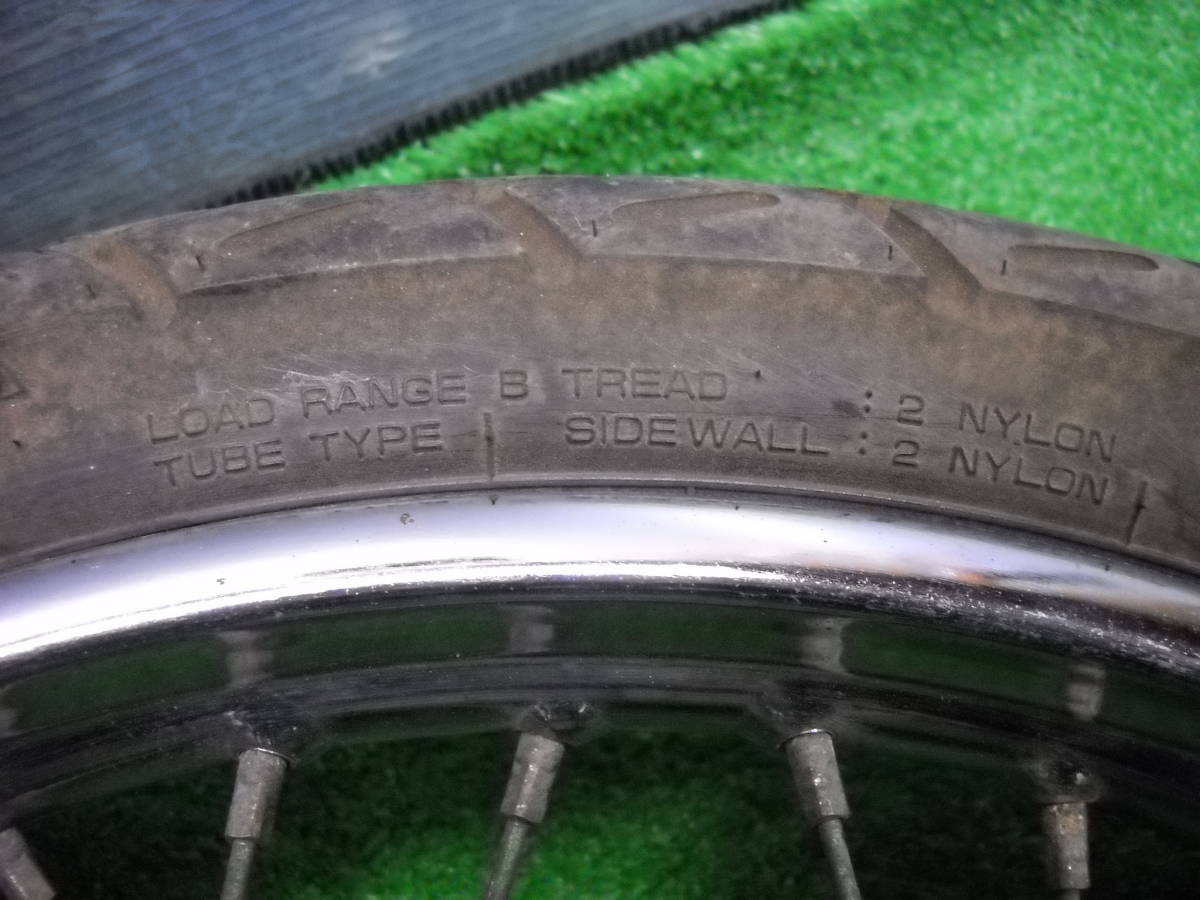 LOAD RANGE B TREAD : 2 NYLON
TUBE TYPE SIDEWALL : 2 NYLON